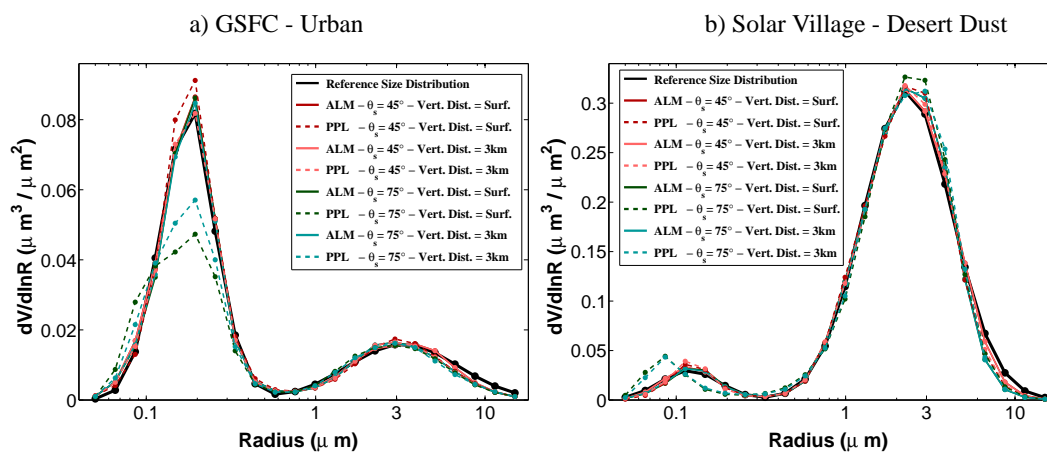 a) GSFC - Urban
b) Solar Village - Desert Dust
dV/dlnR (μ m³ / μ m²)
0.08
0.06
0.04
0.02
0
0.1
1
3
10
Radius (μ m)
Reference Size Distribution
ALM – θs = 45° – Vert. Dist. = Surf.
PPL – θs = 45° – Vert. Dist. = Surf.
ALM – θs = 45° – Vert. Dist. = 3km
PPL – θs = 45° – Vert. Dist. = 3km
ALM – θs = 75° – Vert. Dist. = Surf.
PPL – θs = 75° – Vert. Dist. = Surf.
ALM – θs = 75° – Vert. Dist. = 3km
PPL – θs = 75° – Vert. Dist. = 3km
dV/dlnR (μ m³ / μ m²)
0.3
0.25
0.2
0.15
0.1
0.05
0
0.1
1
3
10
Radius (μ m)
Reference Size Distribution
ALM – θs = 45° – Vert. Dist. = Surf.
PPL – θs = 45° – Vert. Dist. = Surf.
ALM – θs = 45° – Vert. Dist. = 3km
PPL – θs = 45° – Vert. Dist. = 3km
ALM – θs = 75° – Vert. Dist. = Surf.
PPL – θs = 75° – Vert. Dist. = Surf.
ALM – θs = 75° – Vert. Dist. = 3km
PPL – θs = 75° – Vert. Dist. = 3km